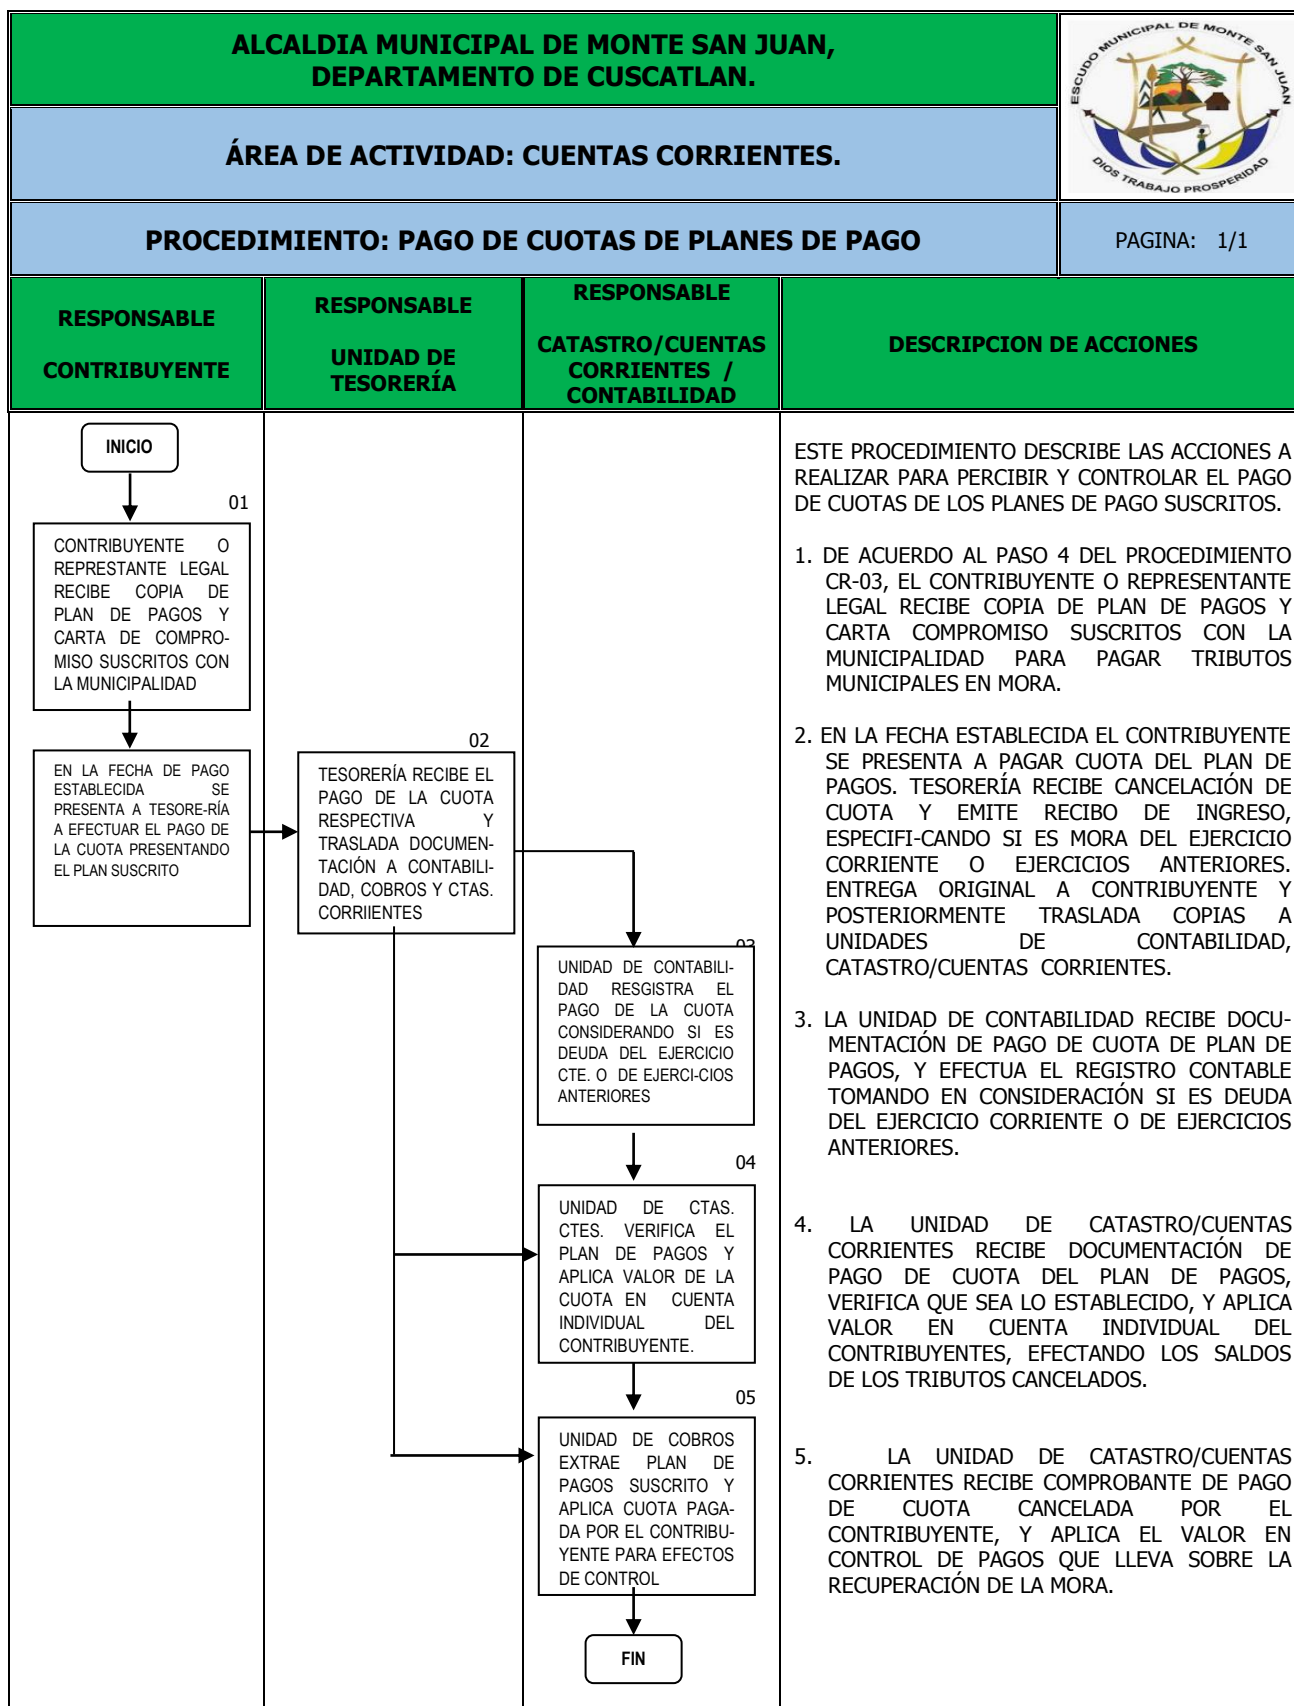 ALCALDIA MUNICIPAL DE MONTE SAN JUAN,
DEPARTAMENTO DE CUSCATLAN.
ESCUDO MUNICIPAL DE MONTE SAN JUAN
DIOS TRABAJO PROSPERIDAD
ÁREA DE ACTIVIDAD: CUENTAS CORRIENTES.
PROCEDIMIENTO: PAGO DE CUOTAS DE PLANES DE PAGO
PAGINA: 1/1
RESPONSABLE
CONTRIBUYENTE
RESPONSABLE
UNIDAD DE
TESORERÍA
RESPONSABLE
CATASTRO/CUENTAS
CORRIENTES /
CONTABILIDAD
DESCRIPCION DE ACCIONES
INICIO
01
CONTRIBUYENTE O
REPRESTANTE LEGAL
RECIBE COPIA DE
PLAN DE PAGOS Y
CARTA DE COMPRO-
MISO SUSCRITOS CON
LA MUNICIPALIDAD
EN LA FECHA DE PAGO
ESTABLECIDA SE
PRESENTA A TESORE-RÍA
A EFECTUAR EL PAGO DE
LA CUOTA PRESENTANDO
EL PLAN SUSCRITO
02
TESORERÍA RECIBE EL
PAGO DE LA CUOTA
RESPECTIVA Y
TRASLADA DOCUMEN-
TACIÓN A CONTABILI-
DAD, COBROS Y CTAS.
CORRIIENTES
03
UNIDAD DE CONTABILI-
DAD RESGISTRA EL
PAGO DE LA CUOTA
CONSIDERANDO SI ES
DEUDA DEL EJERCICIO
CTE. O DE EJERCI-CIOS
ANTERIORES
04
UNIDAD DE CTAS.
CTES. VERIFICA EL
PLAN DE PAGOS Y
APLICA VALOR DE LA
CUOTA EN CUENTA
INDIVIDUAL DEL
CONTRIBUYENTE.
05
UNIDAD DE COBROS
EXTRAE PLAN DE
PAGOS SUSCRITO Y
APLICA CUOTA PAGA-
DA POR EL CONTRIBU-
YENTE PARA EFECTOS
DE CONTROL
FIN
ESTE PROCEDIMIENTO DESCRIBE LAS ACCIONES A
REALIZAR PARA PERCIBIR Y CONTROLAR EL PAGO
DE CUOTAS DE LOS PLANES DE PAGO SUSCRITOS.
1. DE ACUERDO AL PASO 4 DEL PROCEDIMIENTO
CR-03, EL CONTRIBUYENTE O REPRESENTANTE
LEGAL RECIBE COPIA DE PLAN DE PAGOS Y
CARTA COMPROMISO SUSCRITOS CON LA
MUNICIPALIDAD PARA PAGAR TRIBUTOS
MUNICIPALES EN MORA.
2. EN LA FECHA ESTABLECIDA EL CONTRIBUYENTE
SE PRESENTA A PAGAR CUOTA DEL PLAN DE
PAGOS. TESORERÍA RECIBE CANCELACIÓN DE
CUOTA Y EMITE RECIBO DE INGRESO,
ESPECIFI-CANDO SI ES MORA DEL EJERCICIO
CORRIENTE O EJERCICIOS ANTERIORES.
ENTREGA ORIGINAL A CONTRIBUYENTE Y
POSTERIORMENTE TRASLADA COPIAS A
UNIDADES DE CONTABILIDAD,
CATASTRO/CUENTAS CORRIENTES.
3. LA UNIDAD DE CONTABILIDAD RECIBE DOCU-
MENTACIÓN DE PAGO DE CUOTA DE PLAN DE
PAGOS, Y EFECTUA EL REGISTRO CONTABLE
TOMANDO EN CONSIDERACIÓN SI ES DEUDA
DEL EJERCICIO CORRIENTE O DE EJERCICIOS
ANTERIORES.
4. LA UNIDAD DE CATASTRO/CUENTAS
CORRIENTES RECIBE DOCUMENTACIÓN DE
PAGO DE CUOTA DEL PLAN DE PAGOS,
VERIFICA QUE SEA LO ESTABLECIDO, Y APLICA
VALOR EN CUENTA INDIVIDUAL DEL
CONTRIBUYENTES, EFECTANDO LOS SALDOS
DE LOS TRIBUTOS CANCELADOS.
5. LA UNIDAD DE CATASTRO/CUENTAS
CORRIENTES RECIBE COMPROBANTE DE PAGO
DE CUOTA CANCELADA POR EL
CONTRIBUYENTE, Y APLICA EL VALOR EN
CONTROL DE PAGOS QUE LLEVA SOBRE LA
RECUPERACIÓN DE LA MORA.